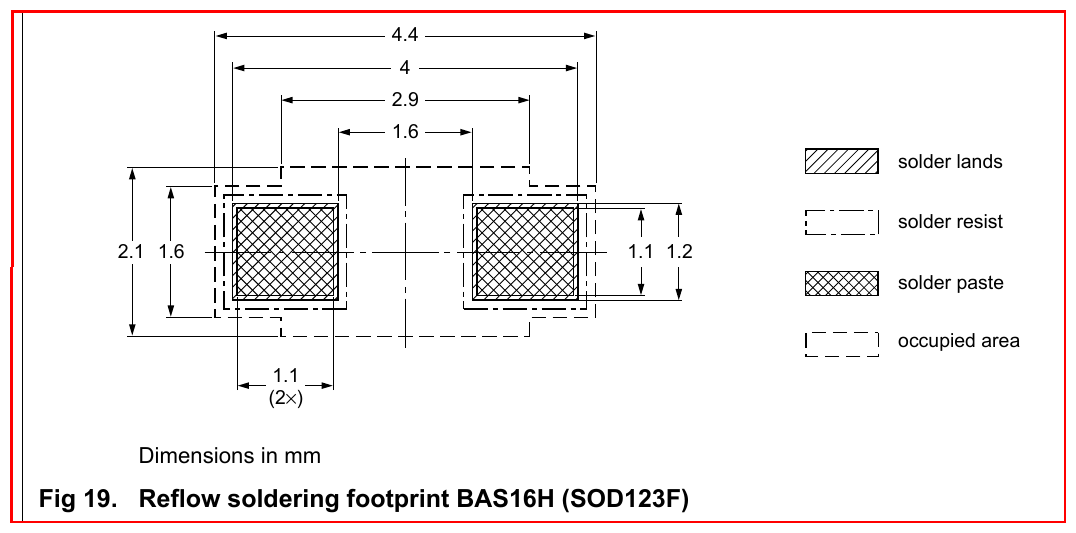 4.4
4
2.9
1.6
solder lands
solder resist
2.1 1.6 1.1 1.2
solder paste
occupied area
1.1
(2×)
Dimensions in mm
Fig 19. Reflow soldering footprint BAS16H (SOD123F)